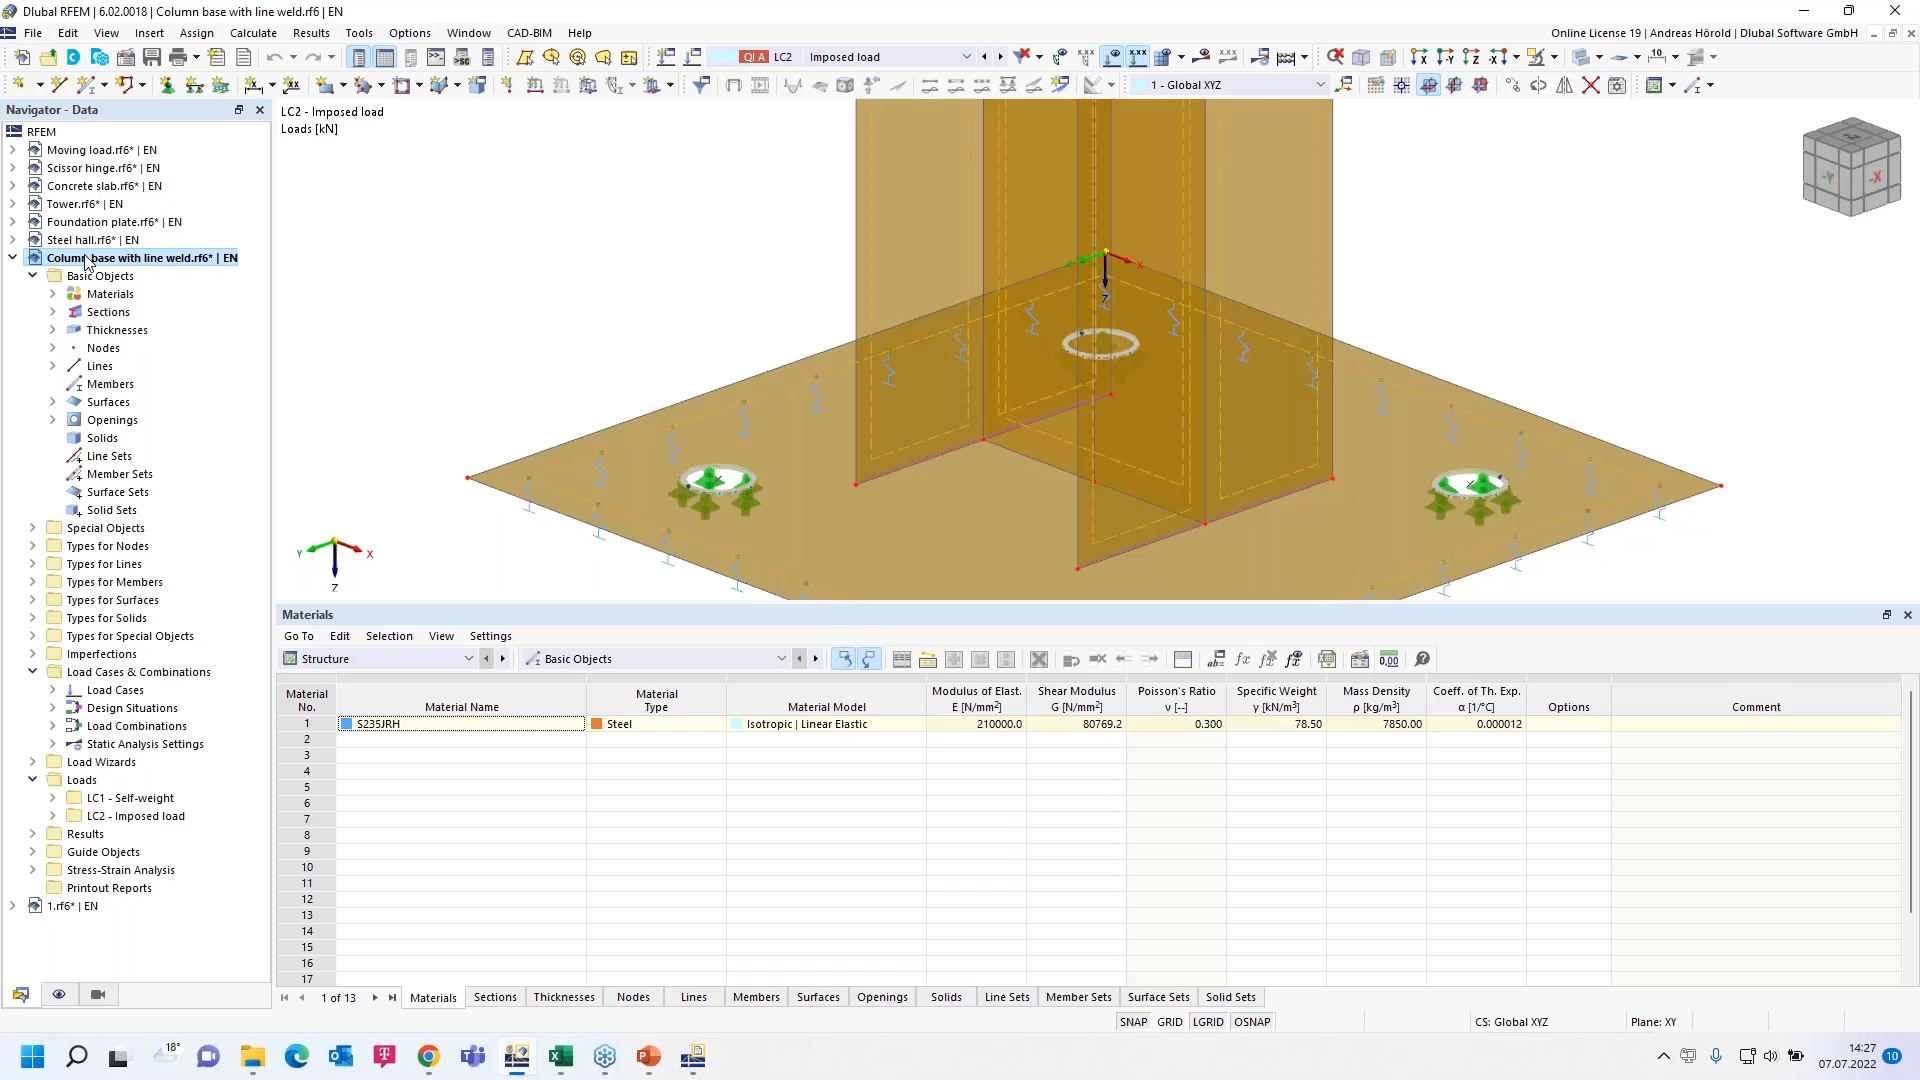 Dlubal RFEM | 6.02.0018 | Column base with line weld.rf6 | EN
File Edit View Insert Assign Calculate Results Tools Options Window CAD-BIM Help
Online License 19 | Andreas Hörold | Dlubal Software GmbH
QI A LC2 Imposed load
1 - Global XYZ
Navigator - Data
RFEM
Moving load.rf6* | EN
Scissor hinge.rf6* | EN
Concrete slab.rf6* | EN
Tower.rf6* | EN
Foundation plate.rf6* | EN
Steel hall.rf6* | EN
Column base with line weld.rf6* | EN
Basic Objects
Materials
Sections
Thicknesses
Nodes
Lines
Members
Surfaces
Openings
Solids
Line Sets
Member Sets
Surface Sets
Solid Sets
Special Objects
Types for Nodes
Types for Lines
Types for Members
Types for Surfaces
Types for Solids
Types for Special Objects
Imperfections
Load Cases & Combinations
Load Cases
Design Situations
Load Combinations
Static Analysis Settings
Load Wizards
Loads
LC1 - Self-weight
LC2 - Imposed load
Results
Guide Objects
Stress-Strain Analysis
Printout Reports
1.rf6* | EN
LC2 - Imposed load
Loads [kN]
-Z
-Y
-X
X
Z
Y
X
Z
Materials
Go To Edit Selection View Settings
Structure
Basic Objects
Material No. Material Name Material Type Material Model Modulus of Elast. E [N/mm2] Shear Modulus G [N/mm2] Poisson's Ratio ν [--] Specific Weight γ [kN/m3] Mass Density ρ [kg/m3] Coeff. of Th. Exp. α [1/°C] Options Comment
1 S235JRH Steel Isotropic | Linear Elastic 210000.0 80769.2 0.300 78.50 7850.00 0.000012
2
3
4
5
6
7
8
9
10
11
12
13
14
15
16
17
1 of 13 Materials Sections Thicknesses Nodes Lines Members Surfaces Openings Solids Line Sets Member Sets Surface Sets Solid Sets
SNAP GRID LGRID OSNAP
CS: Global XYZ
Plane: XY
18°
14:27
07.07.2022
10